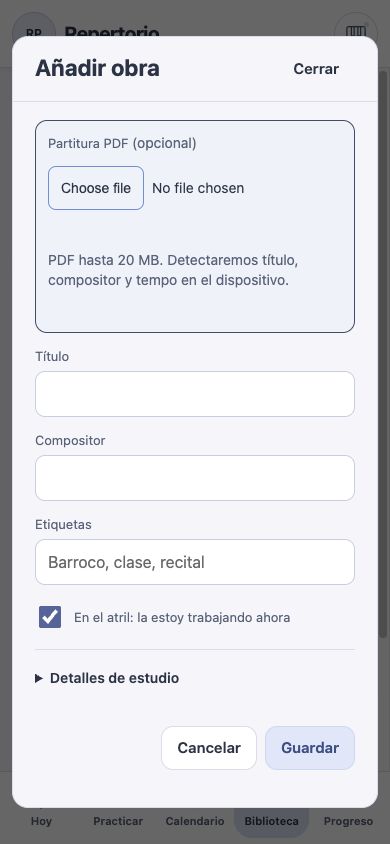 RP Repertorio
Añadir obra
Cerrar
Partitura PDF (opcional)
Choose file No file chosen
PDF hasta 20 MB. Detectaremos título,
compositor y tempo en el dispositivo.
Título
Compositor
Etiquetas
Barroco, clase, recital
En el atril: la estoy trabajando ahora
Detalles de estudio
Cancelar Guardar
Hoy Practicar Calendario Biblioteca Progreso